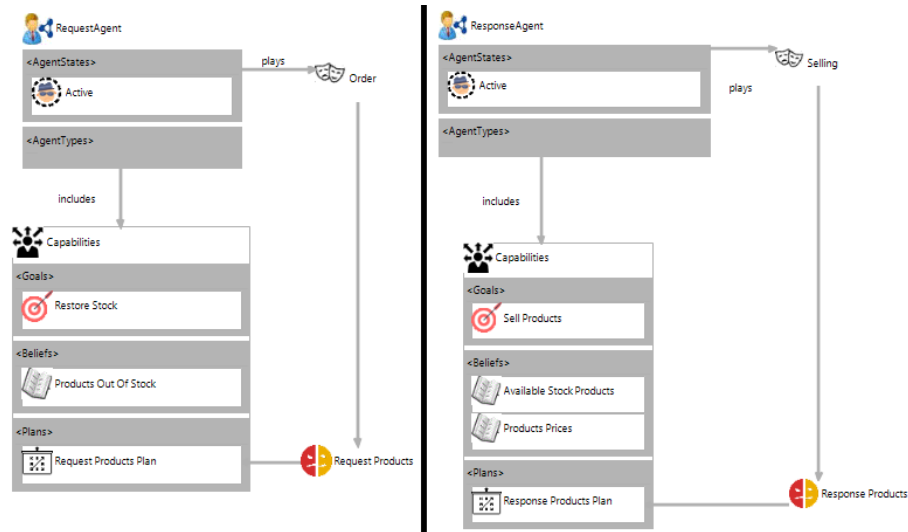 RequestAgent
<AgentStates>
Active
<AgentTypes>
plays
Order
includes
Capabilities
<Goals>
Restore Stock
<Beliefs>
Products Out Of Stock
<Plans>
Request Products Plan
Request Products
ResponseAgent
<AgentStates>
Active
<AgentTypes>
Selling
plays
includes
Capabilities
<Goals>
Sell Products
<Beliefs>
Available Stock Products
Products Prices
<Plans>
Response Products Plan
Response Products